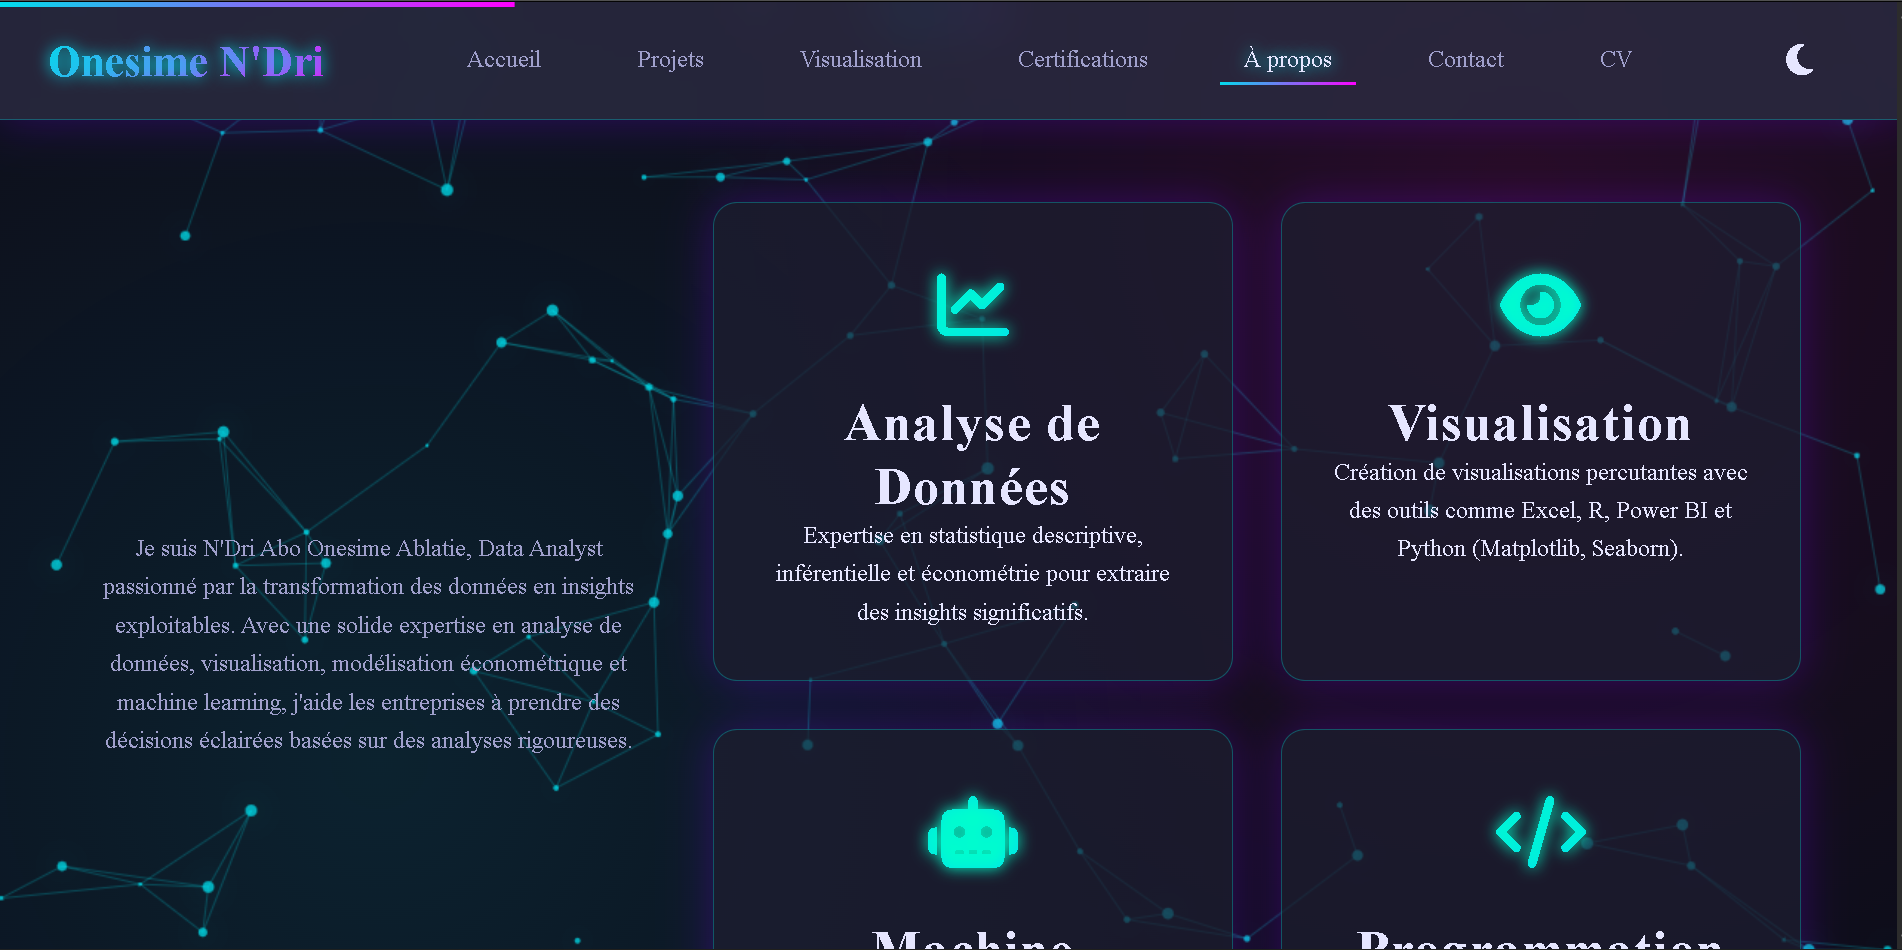 Onesime N'Dri
Accueil
Projets
Visualisation
Certifications
À propos
Contact
CV
Je suis N'Dri Abo Onesime Ablatie, Data Analyst
passionné par la transformation des données en insights
exploitables. Avec une solide expertise en analyse de
données, visualisation, modélisation économétrique et
machine learning, j'aide les entreprises à prendre des
décisions éclairées basées sur des analyses rigoureuses.
Analyse de
Données
Expertise en statistique descriptive,
inférentielle et économétrie pour extraire
des insights significatifs.
Visualisation
Création de visualisations percutantes avec
des outils comme Excel, R, Power BI et
Python (Matplotlib, Seaborn).
Machine
Programmation